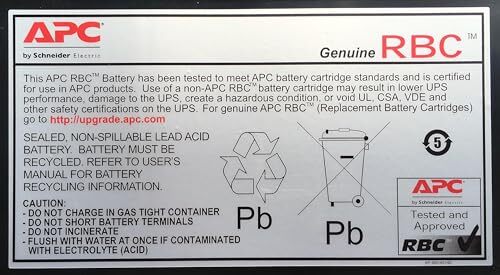 APC
by Schneider Electric
Genuine RBC™
This APC RBC™ Battery has been tested to meet APC battery cartridge standards and is certified
for use in APC products. Use of a non-APC RBC™ battery cartridge may result in lower UPS
performance, damage to the UPS, create a hazardous condition, or void UL, CSA, VDE and
other safety certifications on the UPS. For genuine APC RBC™ (Replacement Battery Cartridges)
go to http://upgrade.apc.com
SEALED, NON-SPILLABLE LEAD ACID
BATTERY. BATTERY MUST BE
RECYCLED. REFER TO USER'S
MANUAL FOR BATTERY
RECYCLING.
CAUTION:
- DO NOT CHARGE IN GAS TIGHT CONTAINER
- DO NOT SHORT BATTERY TERMINALS
- DO NOT INCINERATE
- FLUSH WITH WATER AT ONCE IF CONTAMINATED
WITH ELECTROLYTE (ACID)
Pb
Pb
5
APC
by Schneider Electric
Tested and
Approved
RBC